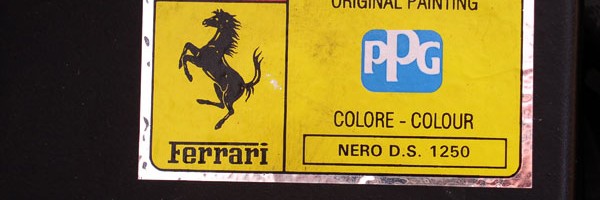 ORIGINAL PAINTING
PPG
COLORE - COLOUR
NERO D.S. 1250
Ferrari